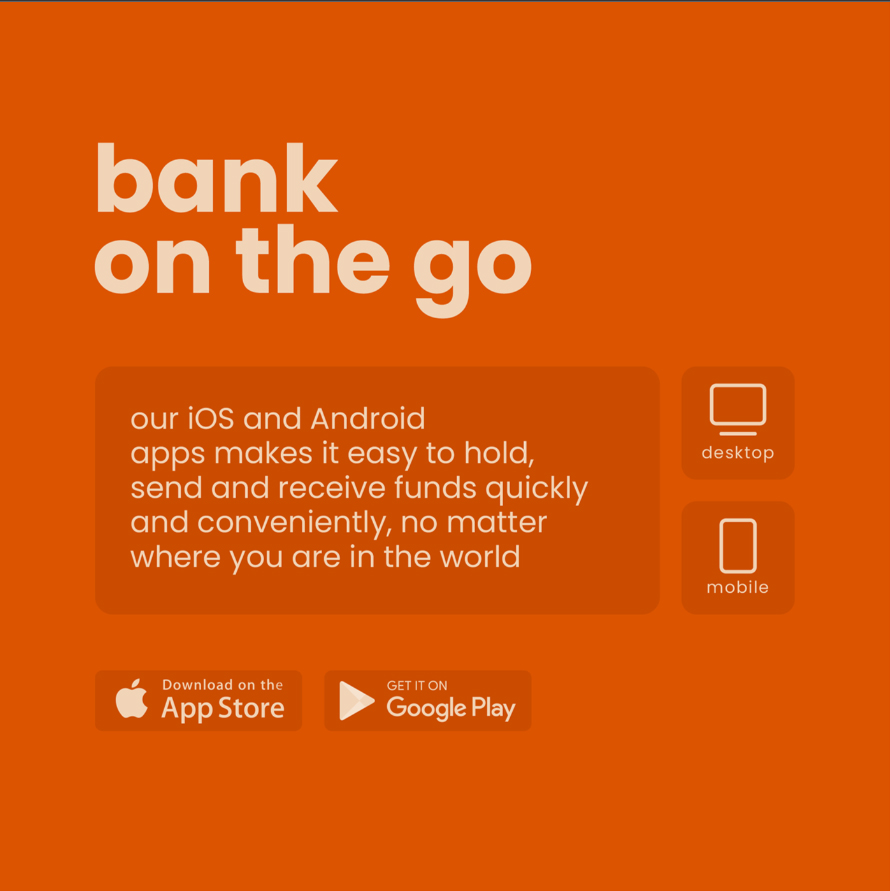 bank
on the go
our iOS and Android
apps makes it easy to hold,
send and receive funds quickly
and conveniently, no matter
where you are in the world
desktop
mobile
Download on the
App Store
GET IT ON
Google Play